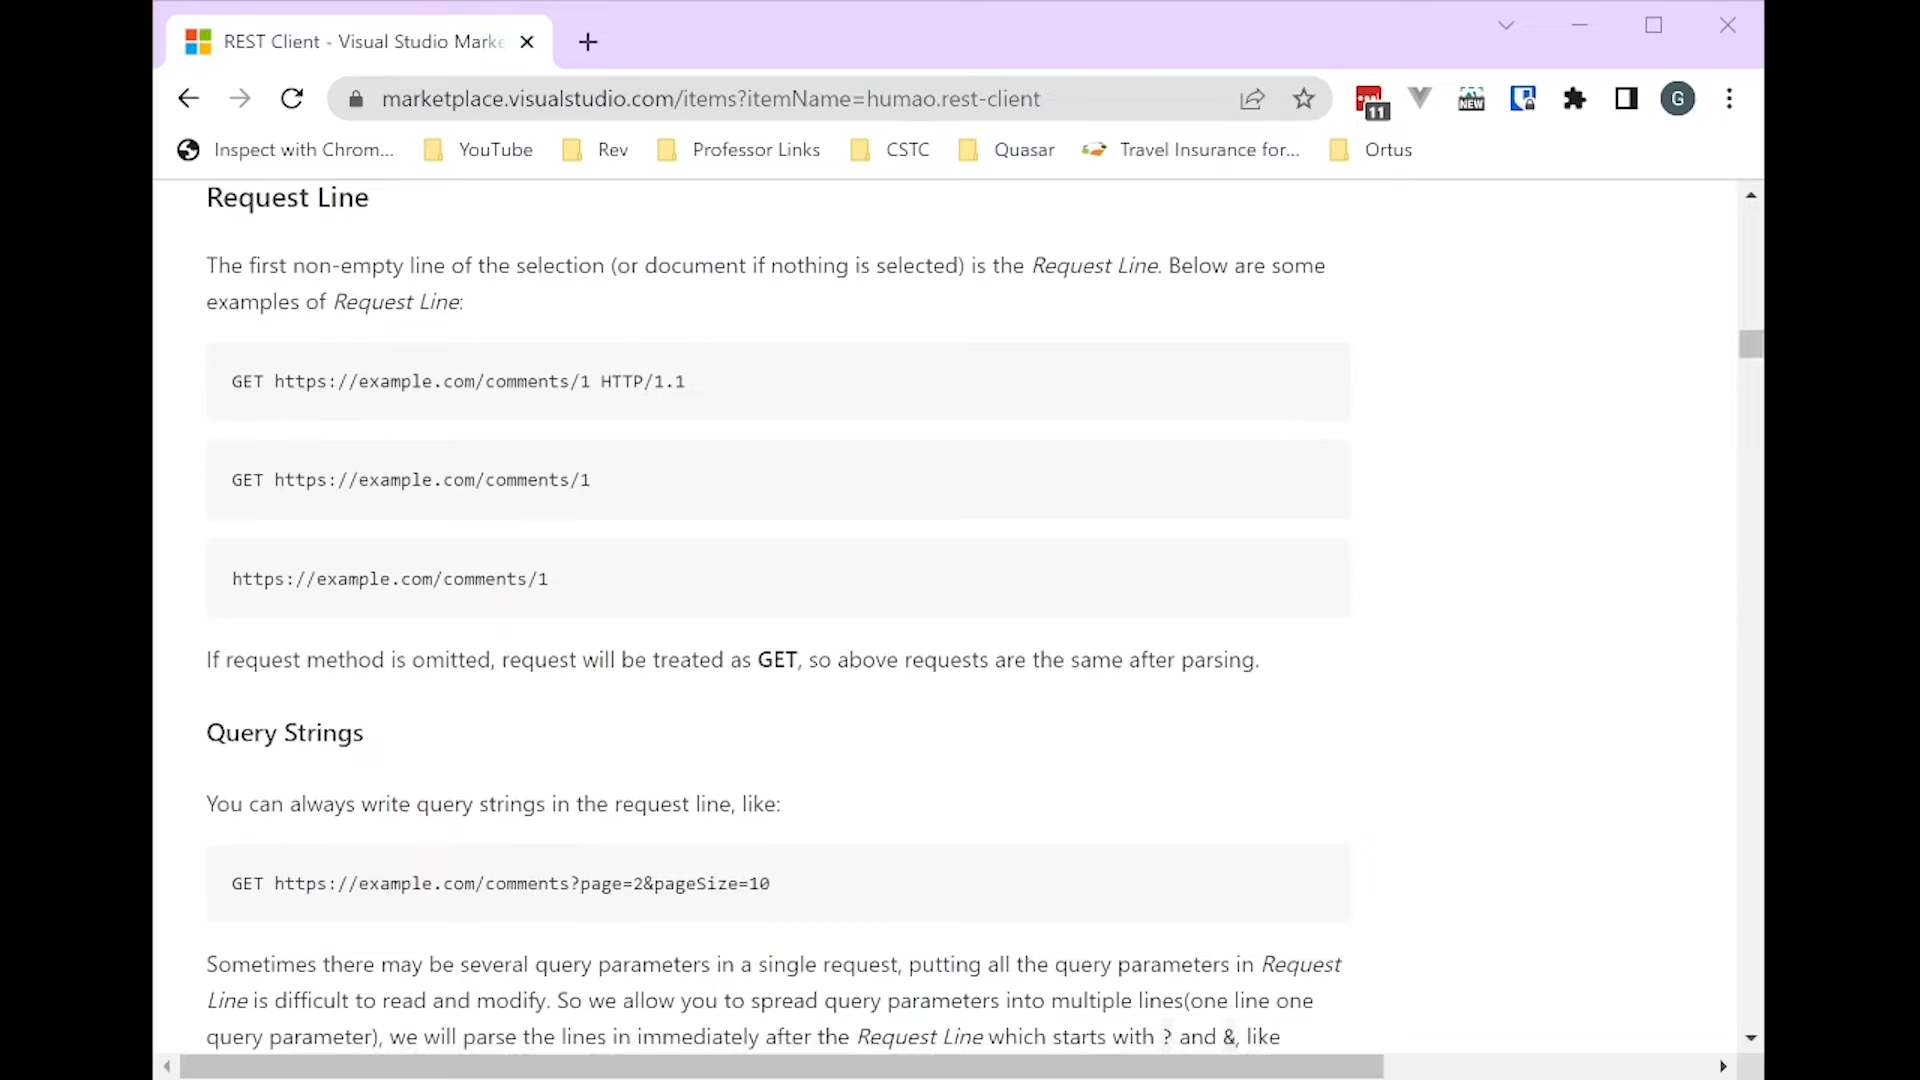 REST Client - Visual Studio Marke
marketplace.visualstudio.com/items?itemName=humao.rest-client
11
NEW
G
Inspect with Chrom...
YouTube
Rev
Professor Links
CSTC
Quasar
Travel Insurance for...
Ortus
Request Line
The first non-empty line of the selection (or document if nothing is selected) is the Request Line. Below are some
examples of Request Line:
GET https://example.com/comments/1 HTTP/1.1
GET https://example.com/comments/1
https://example.com/comments/1
If request method is omitted, request will be treated as GET, so above requests are the same after parsing.
Query Strings
You can always write query strings in the request line, like:
GET https://example.com/comments?page=2&pageSize=10
Sometimes there may be several query parameters in a single request, putting all the query parameters in Request
Line is difficult to read and modify. So we allow you to spread query parameters into multiple lines(one line one
query parameter), we will parse the lines in immediately after the Request Line which starts with ? and &, like